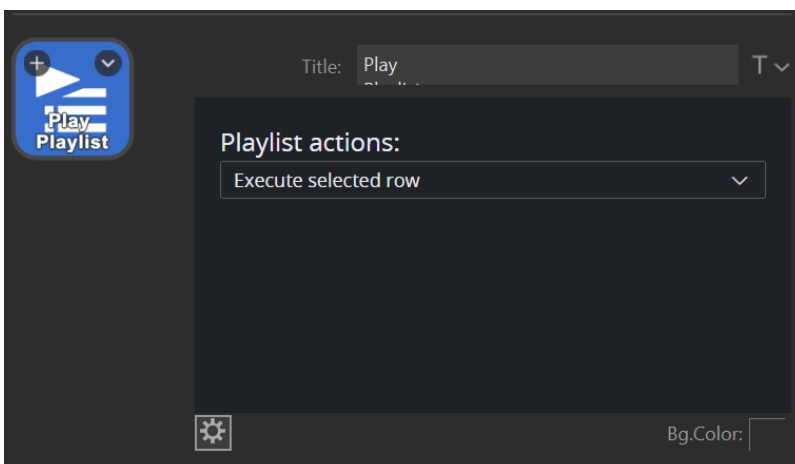 Play
Playlist
Title:
Play
T
Playlist actions:
Execute selected row
Bg.Color: